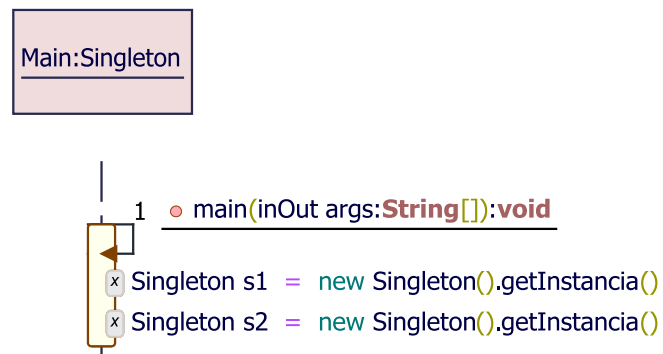 Main:Singleton
1 main(inOut args:String[]):void
x Singleton s1 = new Singleton().getInstancia()
x Singleton s2 = new Singleton().getInstancia()